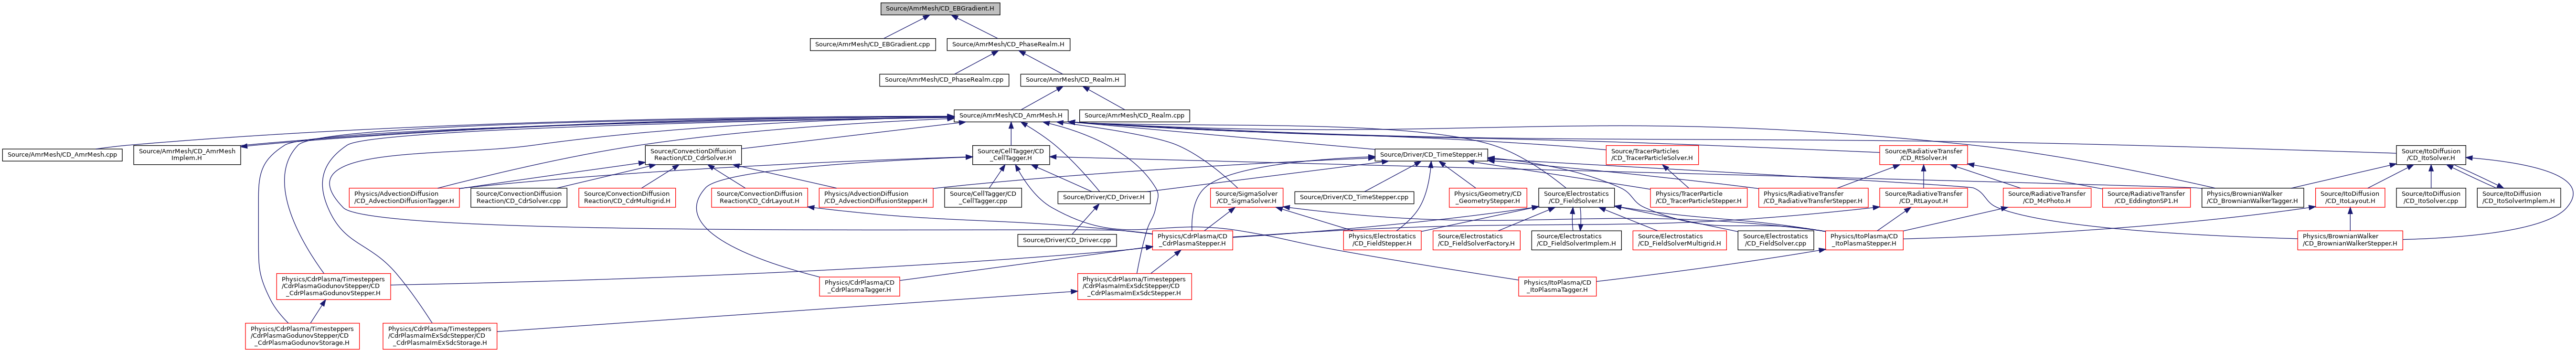 Source/AmrMesh/CD_EBGradient.H
Source/AmrMesh/CD_EBGradient.cpp
Source/AmrMesh/CD_PhaseRealm.H
Source/AmrMesh/CD_PhaseRealm.cpp
Source/AmrMesh/CD_Realm.H
Source/AmrMesh/CD_AmrMesh.H
Source/AmrMesh/CD_Realm.cpp
Source/AmrMesh/CD_AmrMesh.cpp
Source/AmrMesh/CD_AmrMesh
Implem.H
Source/ConvectionDiffusion
Reaction/CD_CdrSolver.H
Source/CellTagger/CD
_CellTagger.H
Source/Driver/CD_TimeStepper.H
Source/TracerParticles
/CD_TracerParticleSolver.H
Source/RadiativeTransfer
/CD_RtSolver.H
Source/ItoDiffusion
/CD_ItoSolver.H
Physics/AdvectionDiffusion
/CD_AdvectionDiffusionTagger.H
Source/ConvectionDiffusion
Reaction/CD_CdrSolver.cpp
Source/ConvectionDiffusion
Reaction/CD_CdrMultigrid.H
Source/ConvectionDiffusion
Reaction/CD_CdrLayout.H
Physics/AdvectionDiffusion
/CD_AdvectionDiffusionStepper.H
Source/CellTagger/CD
_CellTagger.cpp
Source/Driver/CD_Driver.H
Source/SigmaSolver
/CD_SigmaSolver.H
Source/Driver/CD_TimeStepper.cpp
Physics/Geometry/CD
_GeometryStepper.H
Source/Electrostatics
/CD_FieldSolver.H
Physics/TracerParticle
/CD_TracerParticleStepper.H
Physics/RadiativeTransfer
/CD_RadiativeTransferStepper.H
Source/RadiativeTransfer
/CD_RtLayout.H
Source/RadiativeTransfer
/CD_McPhoto.H
Source/RadiativeTransfer
/CD_EddingtonSP1.H
Physics/BrownianWalker
/CD_BrownianWalkerTagger.H
Source/ItoDiffusion
/CD_ItoLayout.H
Source/ItoDiffusion
/CD_ItoSolver.cpp
Source/ItoDiffusion
/CD_ItoSolverImplem.H
Source/Driver/CD_Driver.cpp
Physics/CdrPlasma/CD
_CdrPlasmaStepper.H
Physics/Electrostatics
/CD_FieldStepper.H
Source/Electrostatics
/CD_FieldSolverFactory.H
Source/Electrostatics
/CD_FieldSolverImplem.H
Source/Electrostatics
/CD_FieldSolverMultigrid.H
Source/Electrostatics
/CD_FieldSolver.cpp
Physics/ItoPlasma/CD
_ItoPlasmaStepper.H
Physics/BrownianWalker
/CD_BrownianWalkerStepper.H
Physics/CdrPlasma/Timesteppers
/CdrPlasmaGodunovStepper/CD
_CdrPlasmaGodunovStepper.H
Physics/CdrPlasma/CD
_CdrPlasmaTagger.H
Physics/CdrPlasma/Timesteppers
/CdrPlasmaImExSdcStepper/CD
_CdrPlasmaImExSdcStepper.H
Physics/ItoPlasma/CD
_ItoPlasmaTagger.H
Physics/CdrPlasma/Timesteppers
/CdrPlasmaGodunovStepper/CD
_CdrPlasmaGodunovStorage.H
Physics/CdrPlasma/Timesteppers
/CdrPlasmaImExSdcStepper/CD
_CdrPlasmaImExSdcStorage.H